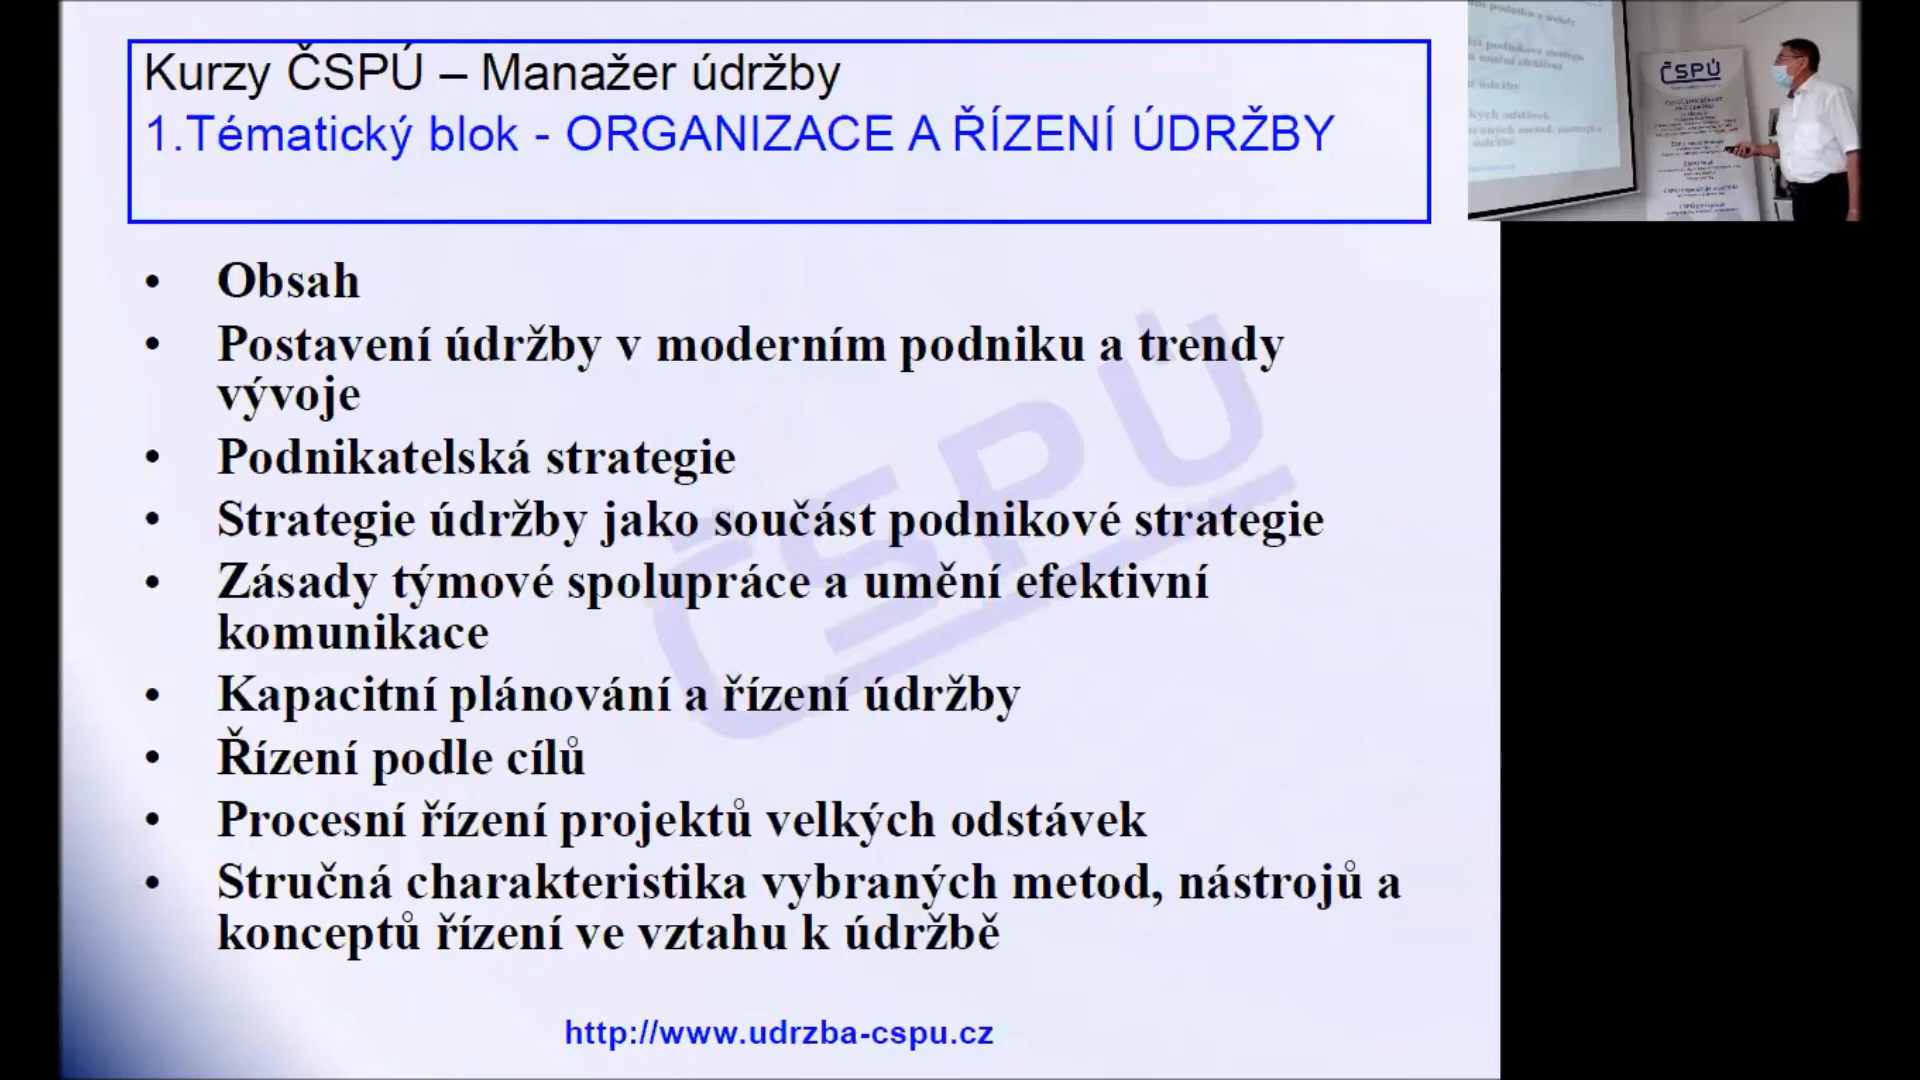 Kurzy ČSPÚ – Manažer údržby
1.Tématický blok - ORGANIZACE A ŘÍZENÍ ÚDRŽBY
• Obsah
• Postavení údržby v moderním podniku a trendy
vývoje
• Podnikatelská strategie
• Strategie údržby jako součást podnikové strategie
• Zásady týmové spolupráce a umění efektivní
komunikace
• Kapacitní plánování a řízení údržby
• Řízení podle cílů
• Procesní řízení projektů velkých odstávek
• Stručná charakteristika vybraných metod, nástrojů a
konceptů řízení ve vztahu k údržbě
http://www.udrzba-cspu.cz
ČSPÚ
ČSPÚ